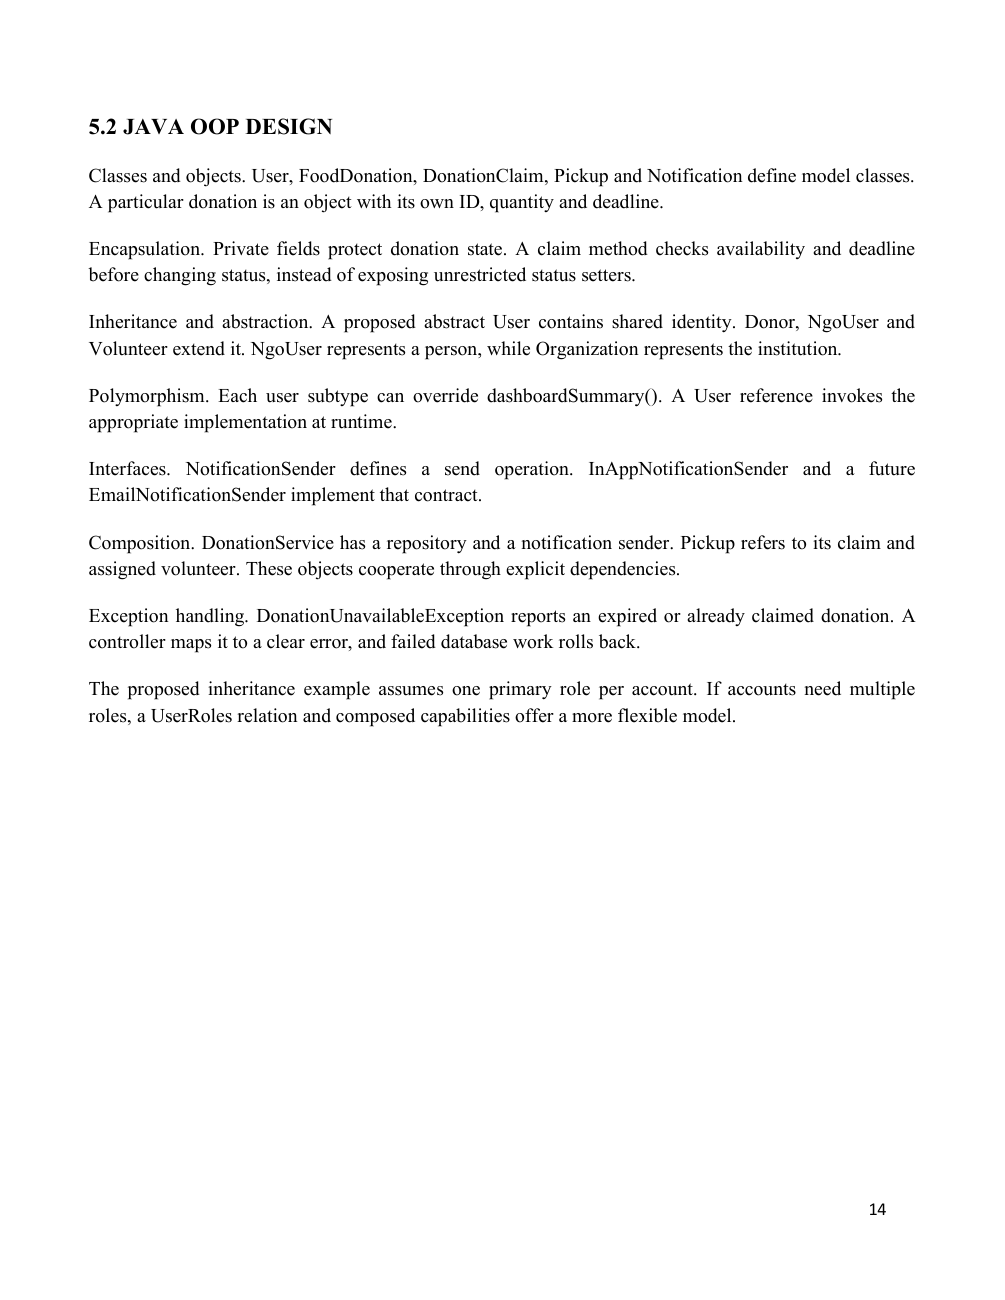 5.2 JAVA OOP DESIGN
Classes and objects. User, FoodDonation, DonationClaim, Pickup and Notification define model classes.
A particular donation is an object with its own ID, quantity and deadline.
Encapsulation. Private fields protect donation state. A claim method checks availability and deadline
before changing status, instead of exposing unrestricted status setters.
Inheritance and abstraction. A proposed abstract User contains shared identity. Donor, NgoUser and
Volunteer extend it. NgoUser represents a person, while Organization represents the institution.
Polymorphism. Each user subtype can override dashboardSummary(). A User reference invokes the
appropriate implementation at runtime.
Interfaces. NotificationSender defines a send operation. InAppNotificationSender and a future
EmailNotificationSender implement that contract.
Composition. DonationService has a repository and a notification sender. Pickup refers to its claim and
assigned volunteer. These objects cooperate through explicit dependencies.
Exception handling. DonationUnavailableException reports an expired or already claimed donation. A
controller maps it to a clear error, and failed database work rolls back.
The proposed inheritance example assumes one primary role per account. If accounts need multiple
roles, a UserRoles relation and composed capabilities offer a more flexible model.
14